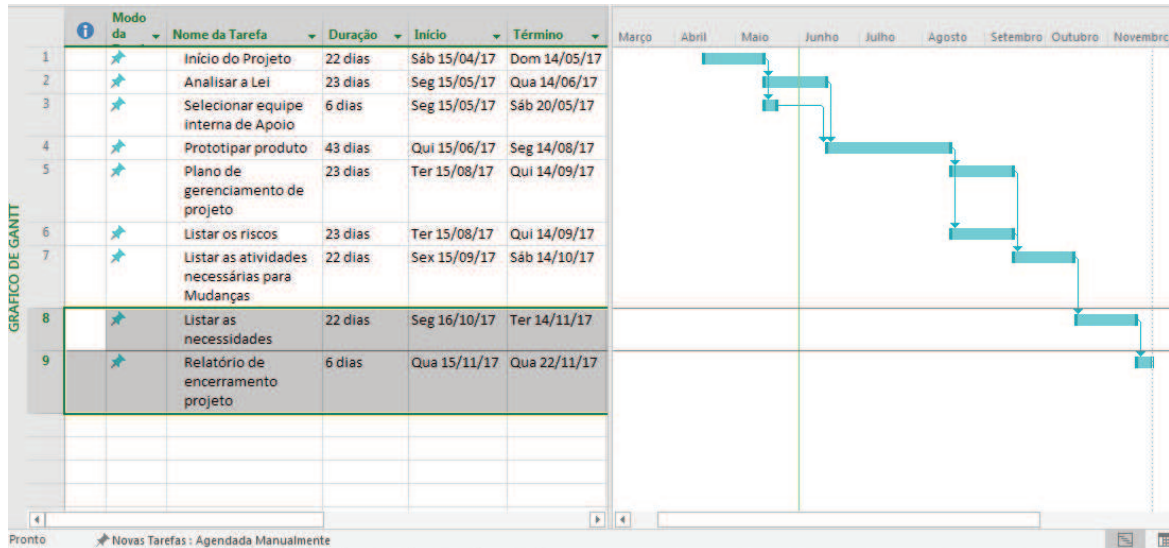 Modo
da
Nome da Tarefa Duração Início Término
Março Abril Maio Junho Julho Agosto Setembro Outubro Novembro
1 Início do Projeto 22 dias Sáb 15/04/17 Dom 14/05/17
2 Analisar a Lei 23 dias Seg 15/05/17 Qua 14/06/17
3 Selecionar equipe 6 dias Seg 15/05/17 Sáb 20/05/17
interna de Apoio
4 Prototipar produto 43 dias Qui 15/06/17 Seg 14/08/17
5 Plano de 23 dias Ter 15/08/17 Qui 14/09/17
gerenciamento de
projeto
6 Listar os riscos 23 dias Ter 15/08/17 Qui 14/09/17
7 Listar as atividades 22 dias Sex 15/09/17 Sáb 14/10/17
necessárias para
Mudanças
8 Listar as 22 dias Seg 16/10/17 Ter 14/11/17
necessidades
9 Relatório de 6 dias Qua 15/11/17 Qua 22/11/17
encerramento
projeto
GRÁFICO DE GANTT
Pronto Novas Tarefas : Agendada Manualmente